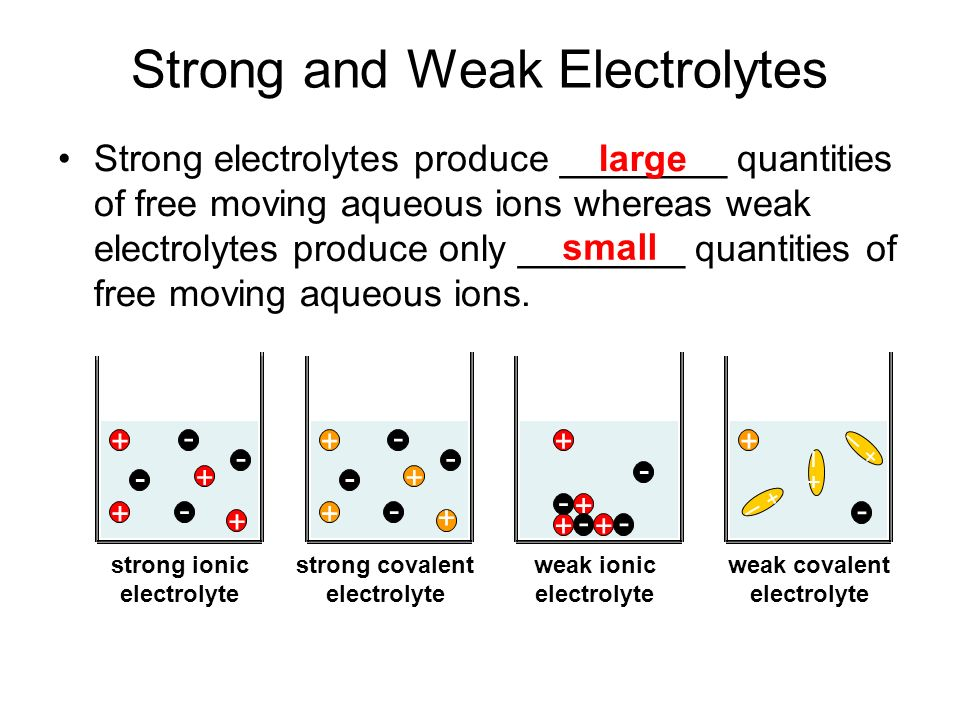 Strong and Weak Electrolytes
• Strong electrolytes produce ________ large quantities
of free moving aqueous ions whereas weak
electrolytes produce only ________ small quantities of
free moving aqueous ions.
+ - - - + + - +
+ - - - + + - +
+ - - + + - + -
+ - + - + - + -
strong ionic strong covalent weak ionic weak covalent
electrolyte electrolyte electrolyte electrolyte